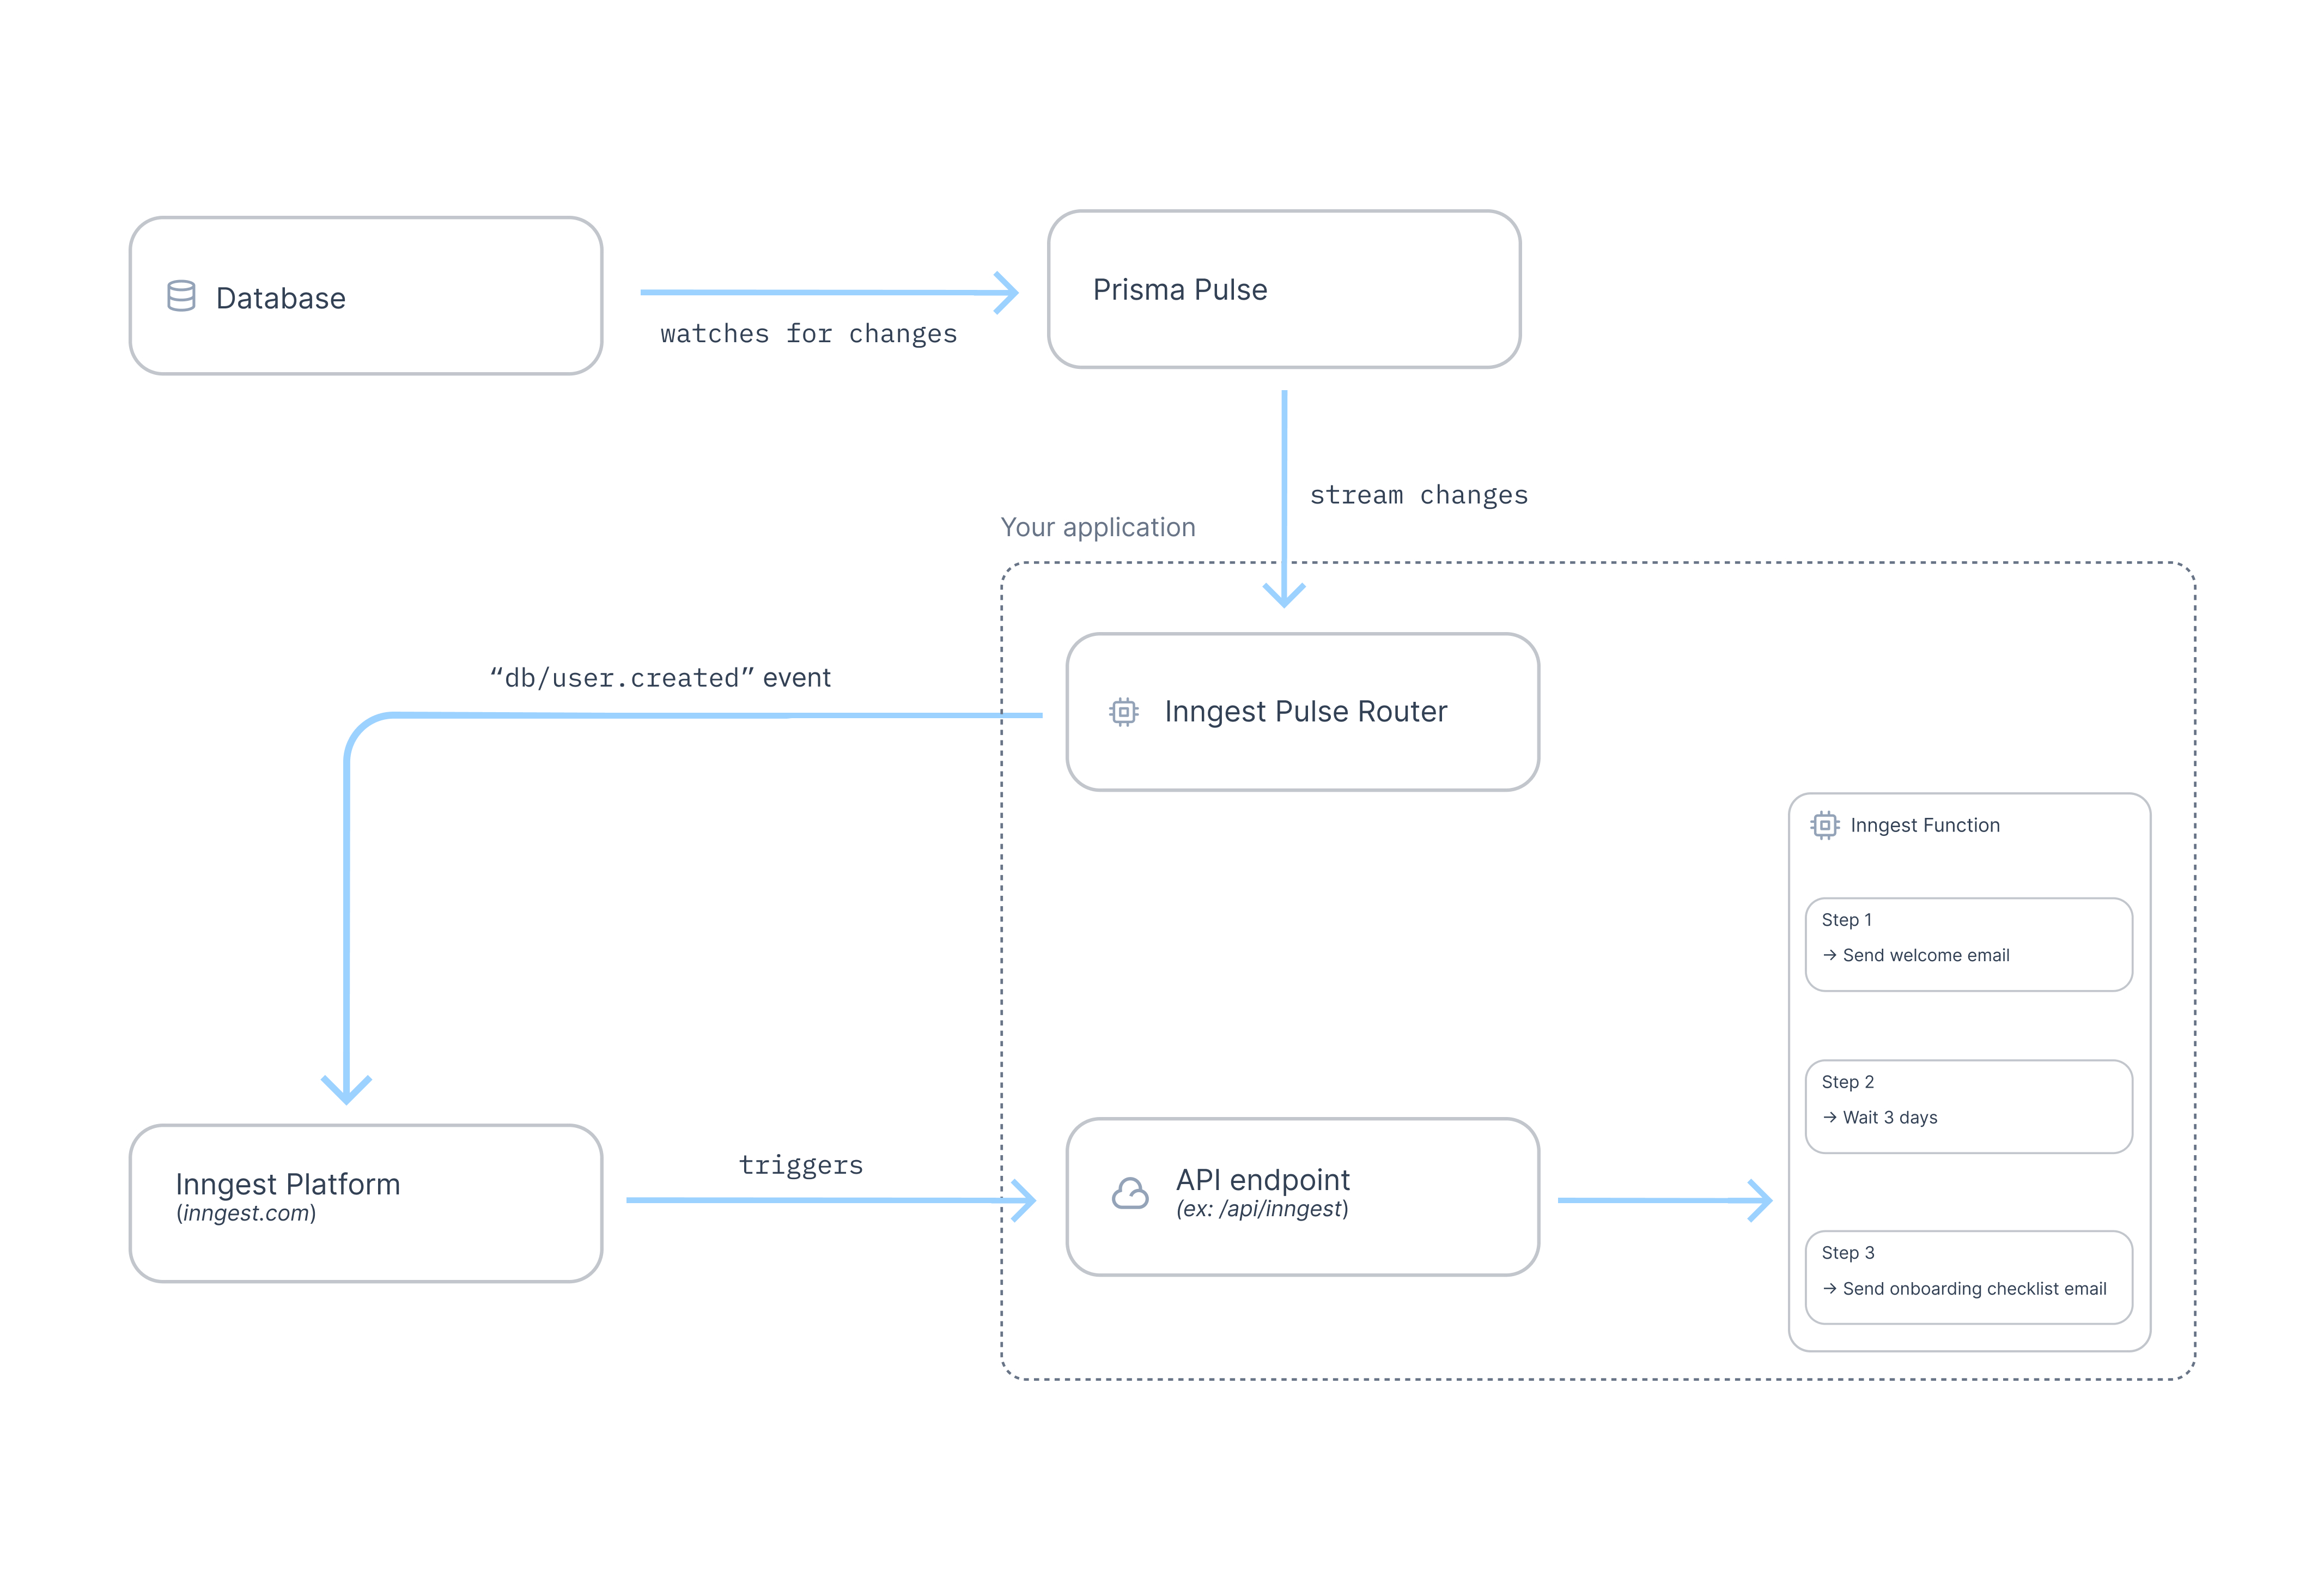 Database
watches for changes
Prisma Pulse
stream changes
Your application
“db/user.created” event
Inngest Pulse Router
Inngest Function
Step 1
→ Send welcome email
Step 2
→ Wait 3 days
Step 3
→ Send onboarding checklist email
Inngest Platform
(inngest.com)
triggers
API endpoint
(ex: /api/inngest)